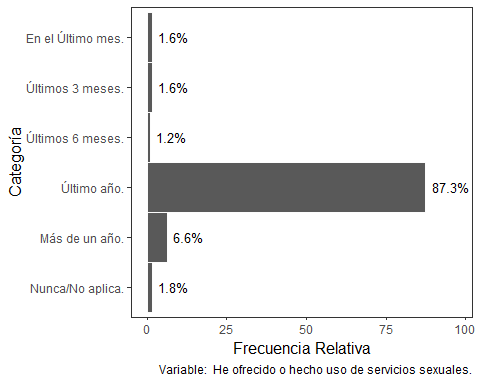 En el Último mes.
1.6%
Últimos 3 meses.
1.6%
Últimos 6 meses.
1.2%
Último año.
87.3%
Más de un año.
6.6%
Nunca/No aplica.
1.8%
Categoría
0 25 50 75 100
Frecuencia Relativa
Variable: He ofrecido o hecho uso de servicios sexuales.